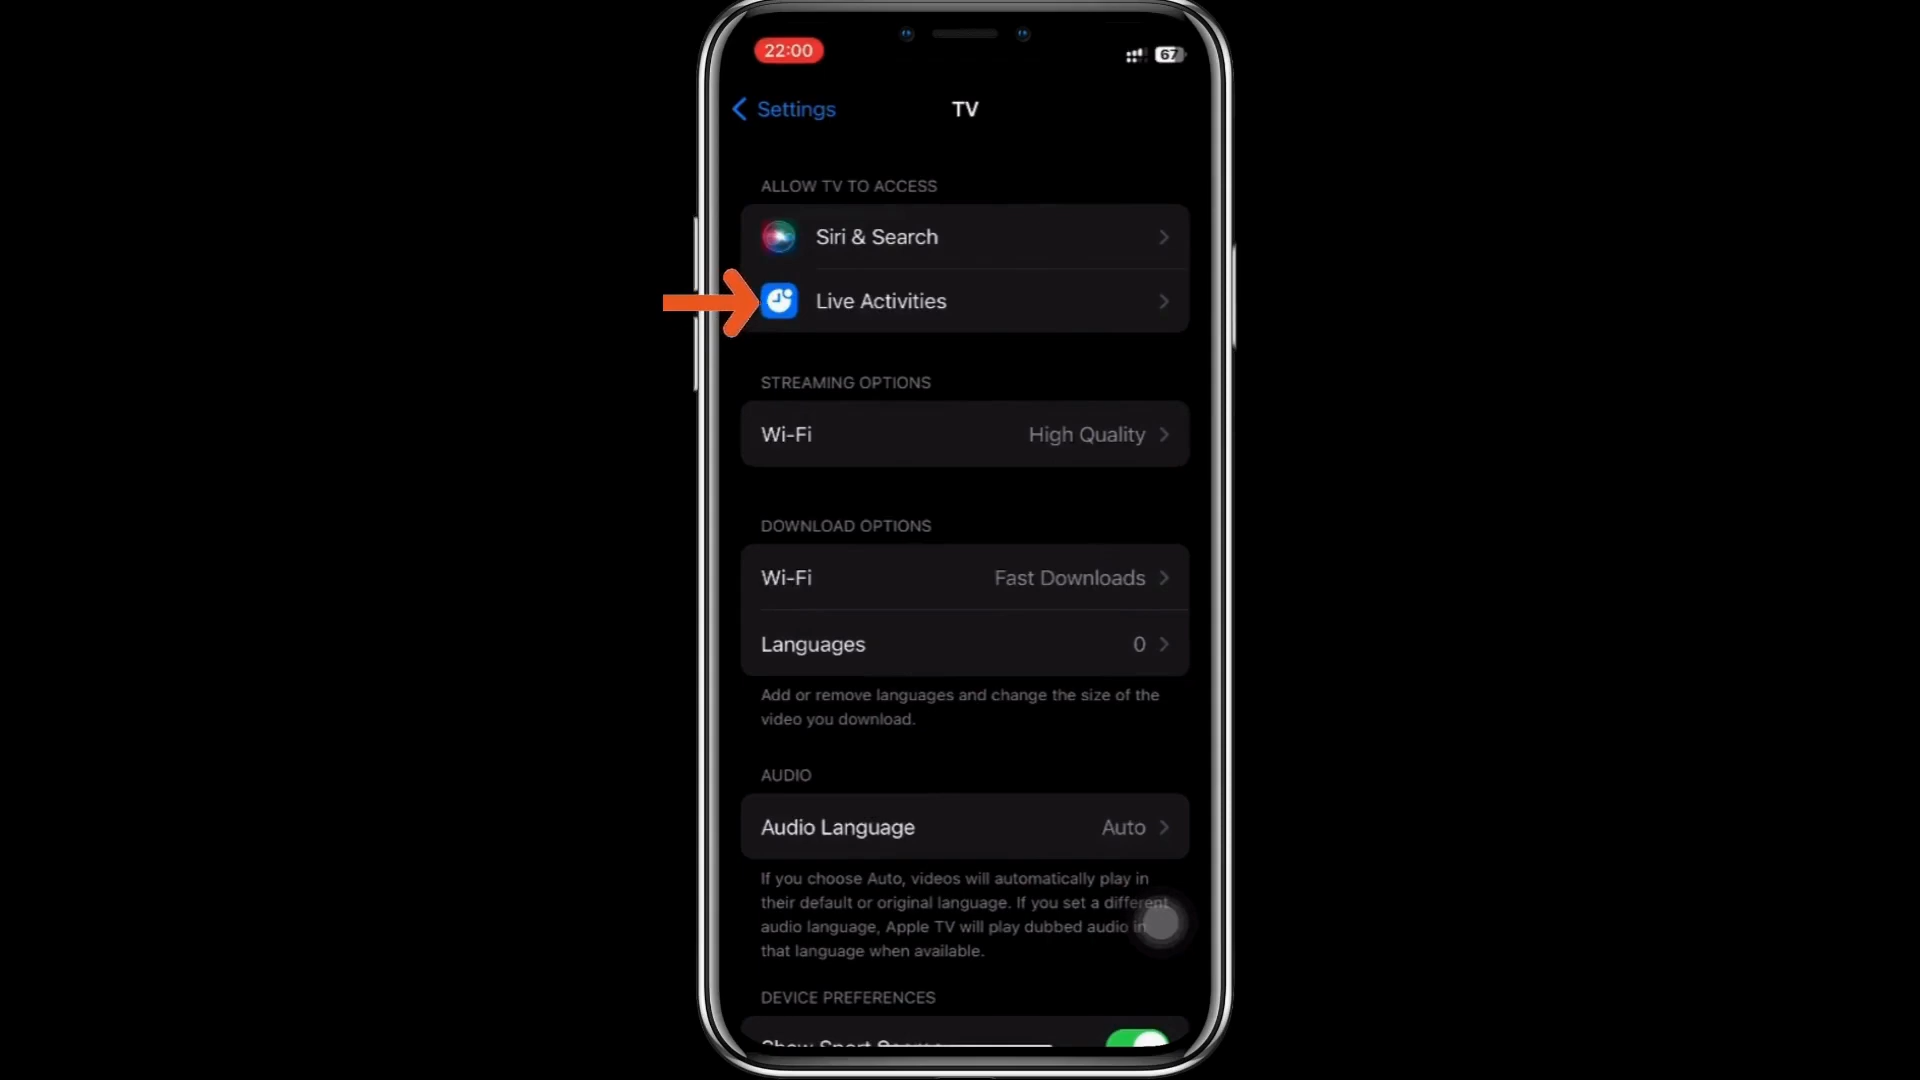 22:00
67
Settings
TV
ALLOW TV TO ACCESS
Siri & Search
Live Activities
STREAMING OPTIONS
Wi-Fi
High Quality
DOWNLOAD OPTIONS
Wi-Fi
Fast Downloads
Languages
0
Add or remove languages and change the size of the
video you download.
AUDIO
Audio Language
Auto
If you choose Auto, videos will automatically play in
their default or original language. If you set a different
audio language, Apple TV will play dubbed audio in
that language when available.
DEVICE PREFERENCES
Show Sport